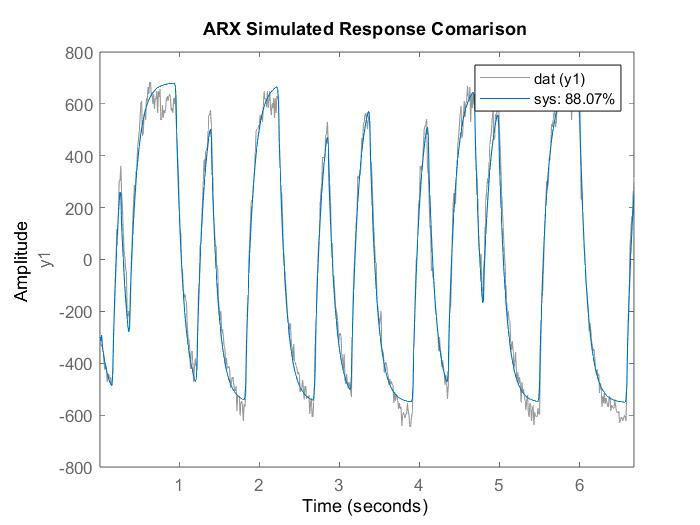 ARX Simulated Response Comarison
800
600
400
200
0
-200
-400
-600
-800
Amplitude
y1
dat (y1)
sys: 88.07%
1
2
3
4
5
6
Time (seconds)